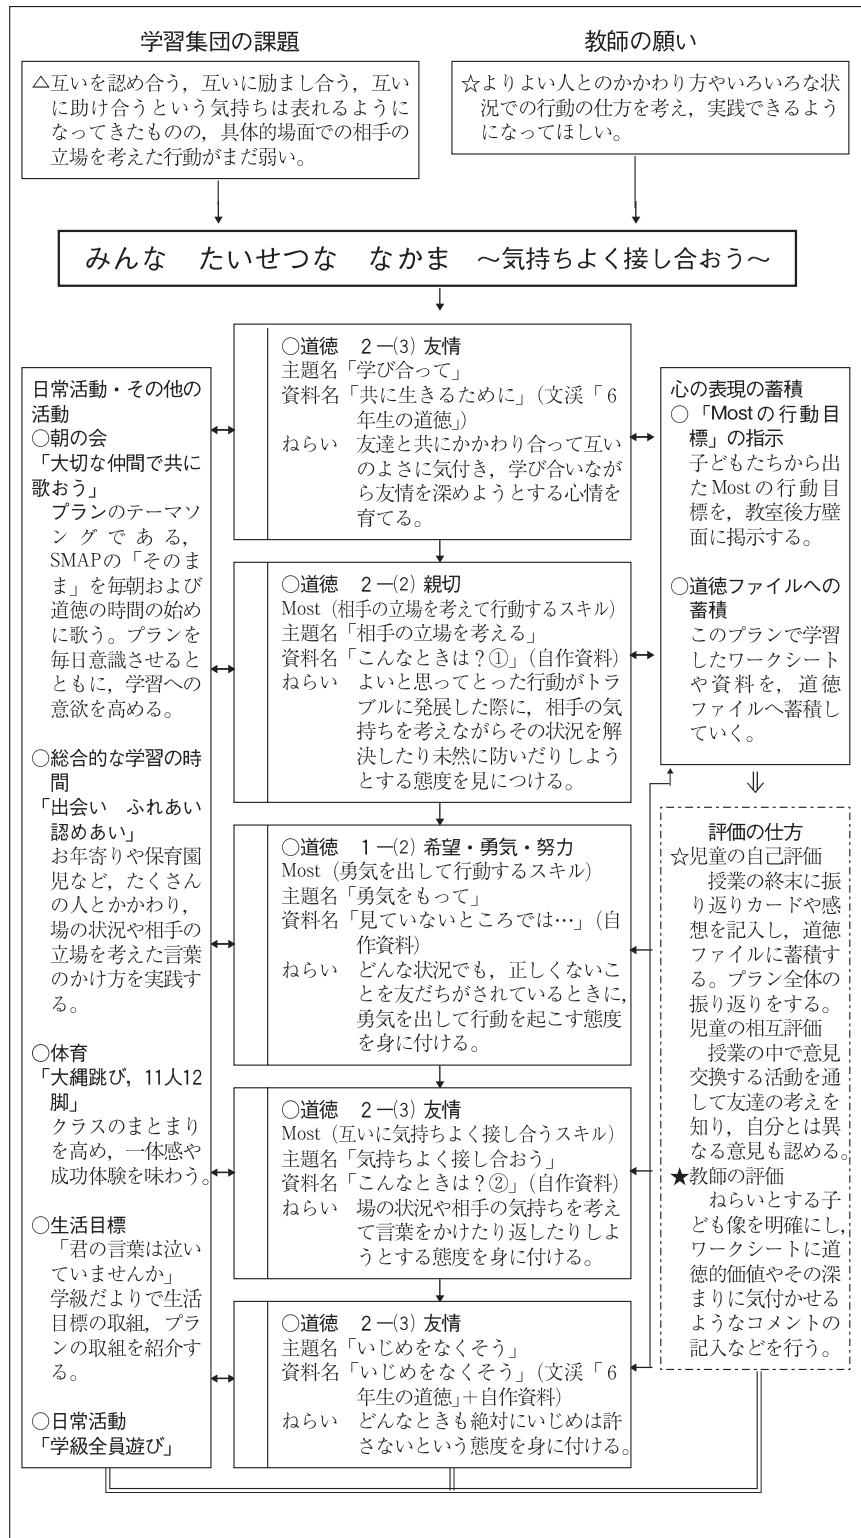 学習集団の課題
△互いを認め合う，互いに励まし合う，互い
に助け合うという気持ちは表れるように
なってきたものの，具体的場面での相手の
立場を考えた行動がまだ弱い。
教師の願い
☆よりよい人とのかかわり方やいろいろな状
況での行動の仕方を考え，実践できるよう
になってほしい。
みんな　たいせつな　なかま　～気持ちよく接し合おう～
日常活動・その他の
活動
○朝の会
「大切な仲間で共に
歌おう」
プランのテーマソ
ングである，
SMAPの「そのま
ま」を毎朝および
道徳の時間の始め
に歌う。プランを
毎日意識させると
ともに，学習への
意欲を高める。
○総合的な学習の時
間
「出会い　ふれあい
認めあい」
お年寄りや保育園
児など，たくさん
の人とかかわり，
場の状況や相手の
立場を考えた言葉
のかけ方を実践す
る。
○体育
「大縄跳び，11人12
脚」
クラスのまとまり
を高め，一体感や
成功体験を味わう。
○生活目標
「君の言葉は泣い
ていませんか」
学級だよりで生活
目標の取組，プラ
ンの取組を紹介す
る。
○日常活動
「学級全員遊び」
○道徳　2－(3) 友情
主題名「学び合って」
資料名「共に生きるために」（文渓「6
年生の道徳」）
ねらい　友達と共にかかわり合って互い
のよさに気付き，学び合いなが
ら友情を深めようとする心情を
育てる。
○道徳　2－(2) 親切
Most（相手の立場を考えて行動するスキル）
主題名「相手の立場を考える」
資料名「こんなときは？①」（自作資料）
ねらい　よいと思ってとった行動がトラ
ブルに発展した際に，相手の気
持ちを考えながらその状況を解
決したり未然に防いだりしよう
とする態度を見につける。
○道徳　1－(2) 希望・勇気・努力
Most（勇気を出して行動するスキル）
主題名「勇気をもって」
資料名「見ていないところでは…」（自
作資料）
ねらい　どんな状況でも，正しくないこ
とを友だちがされているときに，
勇気を出して行動を起こす態度
を身に付ける。
○道徳　2－(3) 友情
Most（互いに気持ちよく接し合うスキル）
主題名「気持ちよく接し合おう」
資料名「こんなときは？②」（自作資料）
ねらい　場の状況や相手の気持ちを考え
て言葉をかけたり返したりしよ
うとする態度を身に付ける。
○道徳　2－(3) 友情
主題名「いじめをなくそう」
資料名「いじめをなくそう」（文渓「6
年生の道徳」＋自作資料）
ねらい　どんなときも絶対にいじめは許
さないという態度を身に付ける。
心の表現の蓄積
○「Mostの行動目
標」の指示
子どもたちから出
たMostの行動目
標を，教室後方壁
面に掲示する。
○道徳ファイルへの
蓄積
このプランで学習
したワークシート
や資料を，道徳
ファイルへ蓄積し
ていく。
評価の仕方
☆児童の自己評価
授業の終末に振
り返りカードや感
想を記入し，道徳
ファイルに蓄積す
る。プラン全体の
振り返りをする。
児童の相互評価
授業の中で意見
交換する活動を通
して友達の考えを
知り，自分とは異
なる意見も認める。
★教師の評価
ねらいとする子
ども像を明確にし，
ワークシートに道
徳的価値やその深
まりに気付かせる
ようなコメントの
記入などを行う。